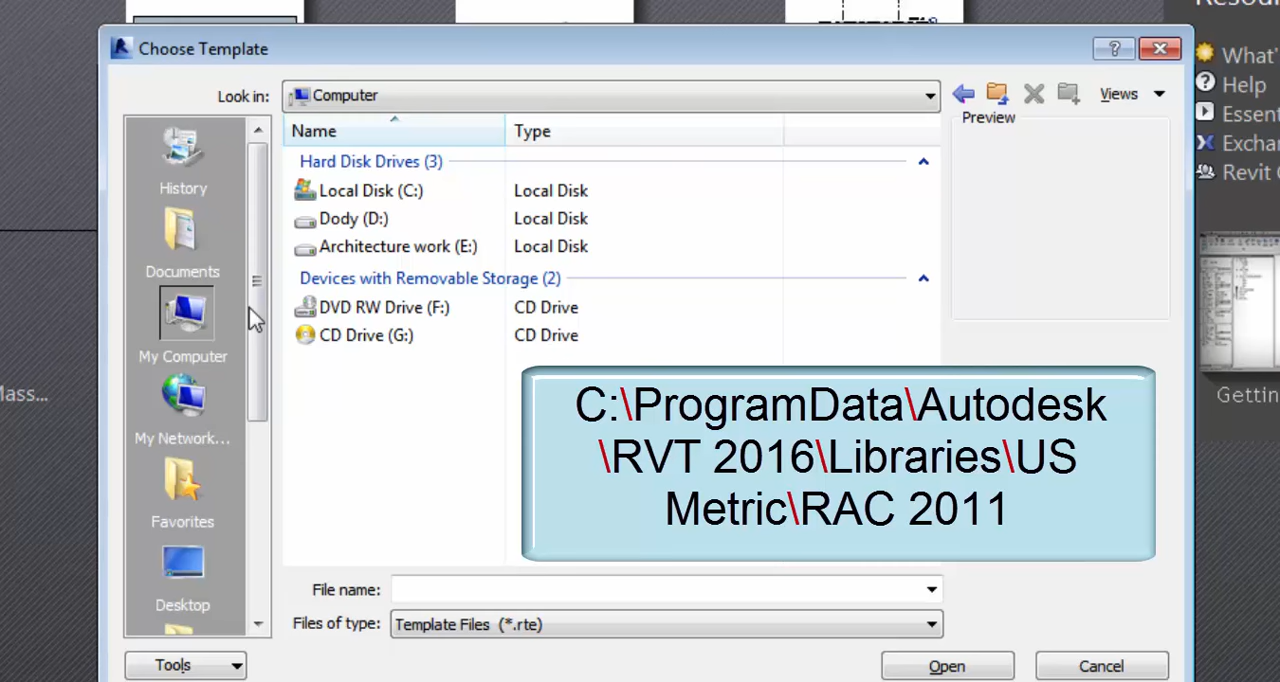 Resou
Choose Template
What'
Help
Essent
Exchar
Revit C
Look in:
Computer
Views
Preview
Name
Type
Hard Disk Drives (3)
Local Disk (C:)
Local Disk
Dody (D:)
Local Disk
Architecture work (E:)
Local Disk
Devices with Removable Storage (2)
DVD RW Drive (F:)
CD Drive
CD Drive (G:)
CD Drive
History
Documents
My Computer
My Network...
Favorites
Desktop
Mass...
Gettin
C:\ProgramData\Autodesk
\RVT 2016\Libraries\US
Metric\RAC 2011
File name:
Files of type:
Template Files (*.rte)
Tools
Open
Cancel